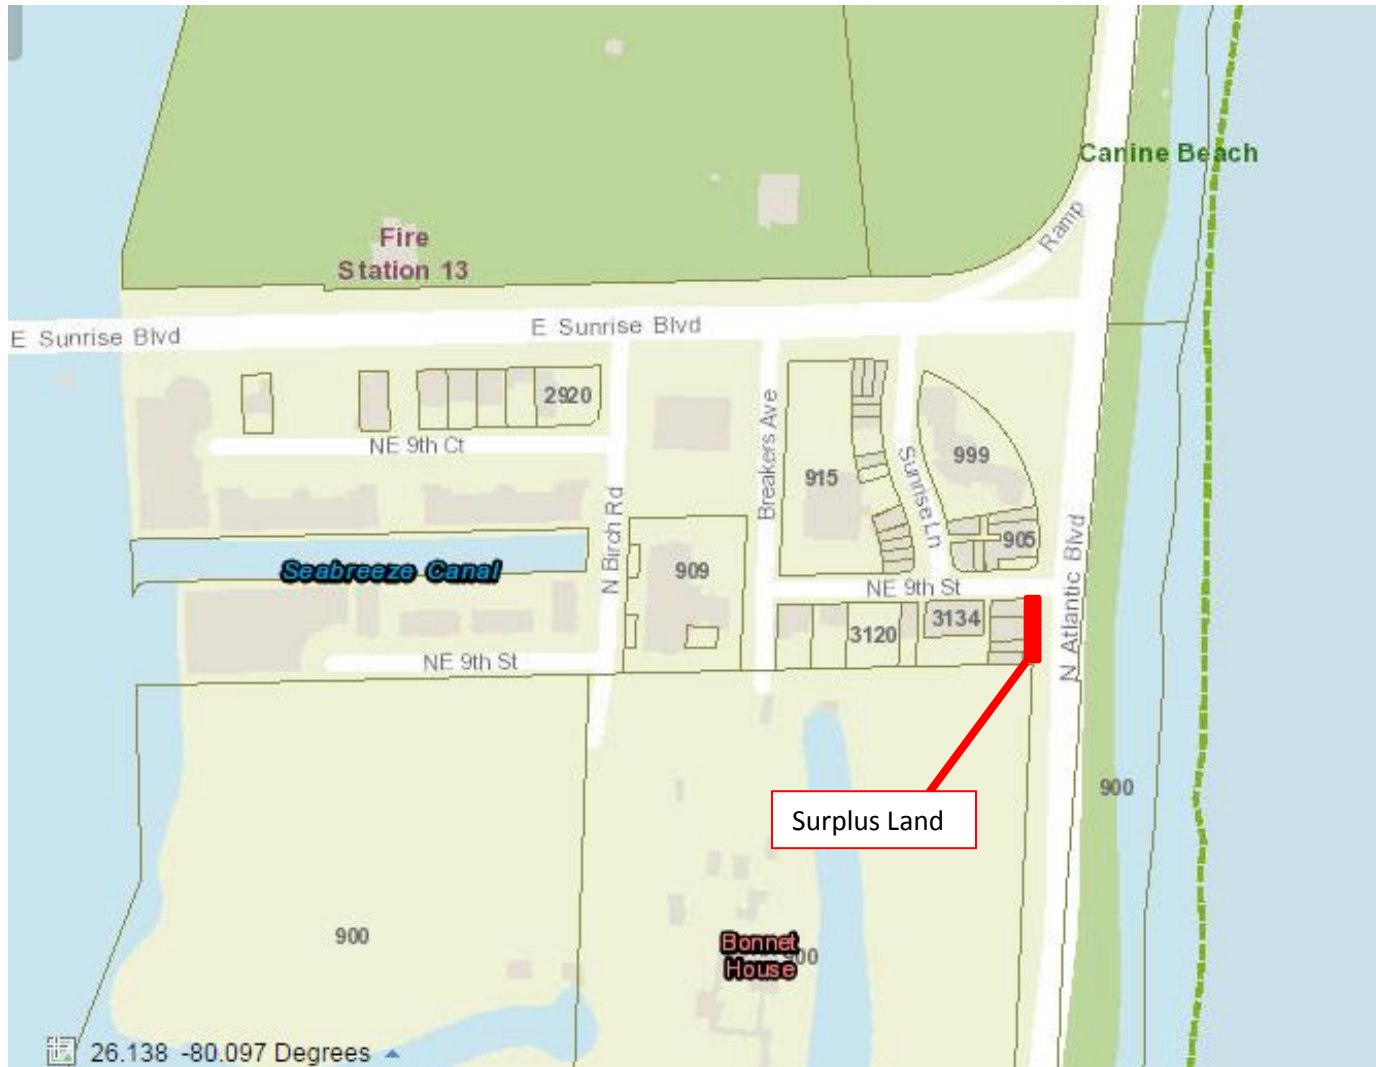 Canine Beach
Ramp
Fire
Station 13
E Sunrise Blvd
E Sunrise Blvd
2920
NE 9th Ct
Breakers Ave
915
Sunrise Ln
999
905
N Birch Rd
Seabreeze Canal
909
NE 9th St
N Atlantic Blvd
3120
3134
NE 9th St
900
Surplus Land
900
Bonnet
House
900
26.138 -80.097 Degrees